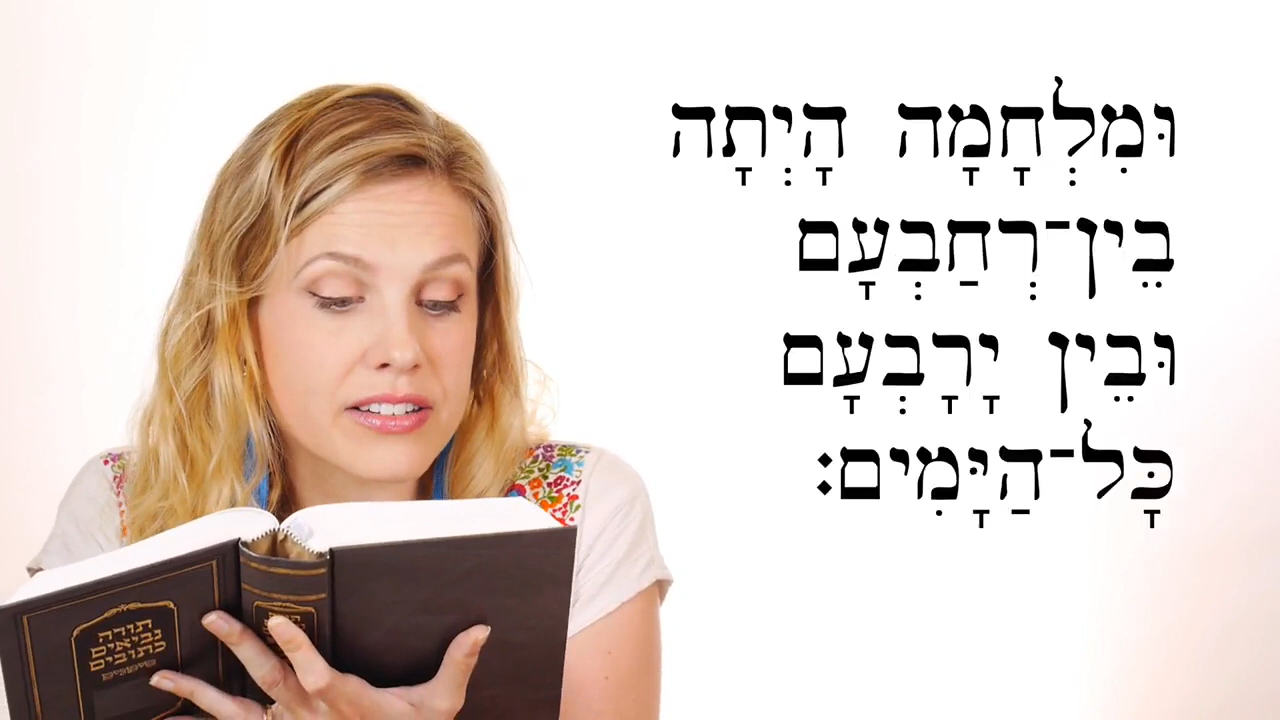 וּמִלְחָמָה הָיְתָה
בֵין־רְחַבְעָם
וּבֵין יָרָבְעָם
כָּל־הַיָּמִים׃
תורה
נביאים
כתובים